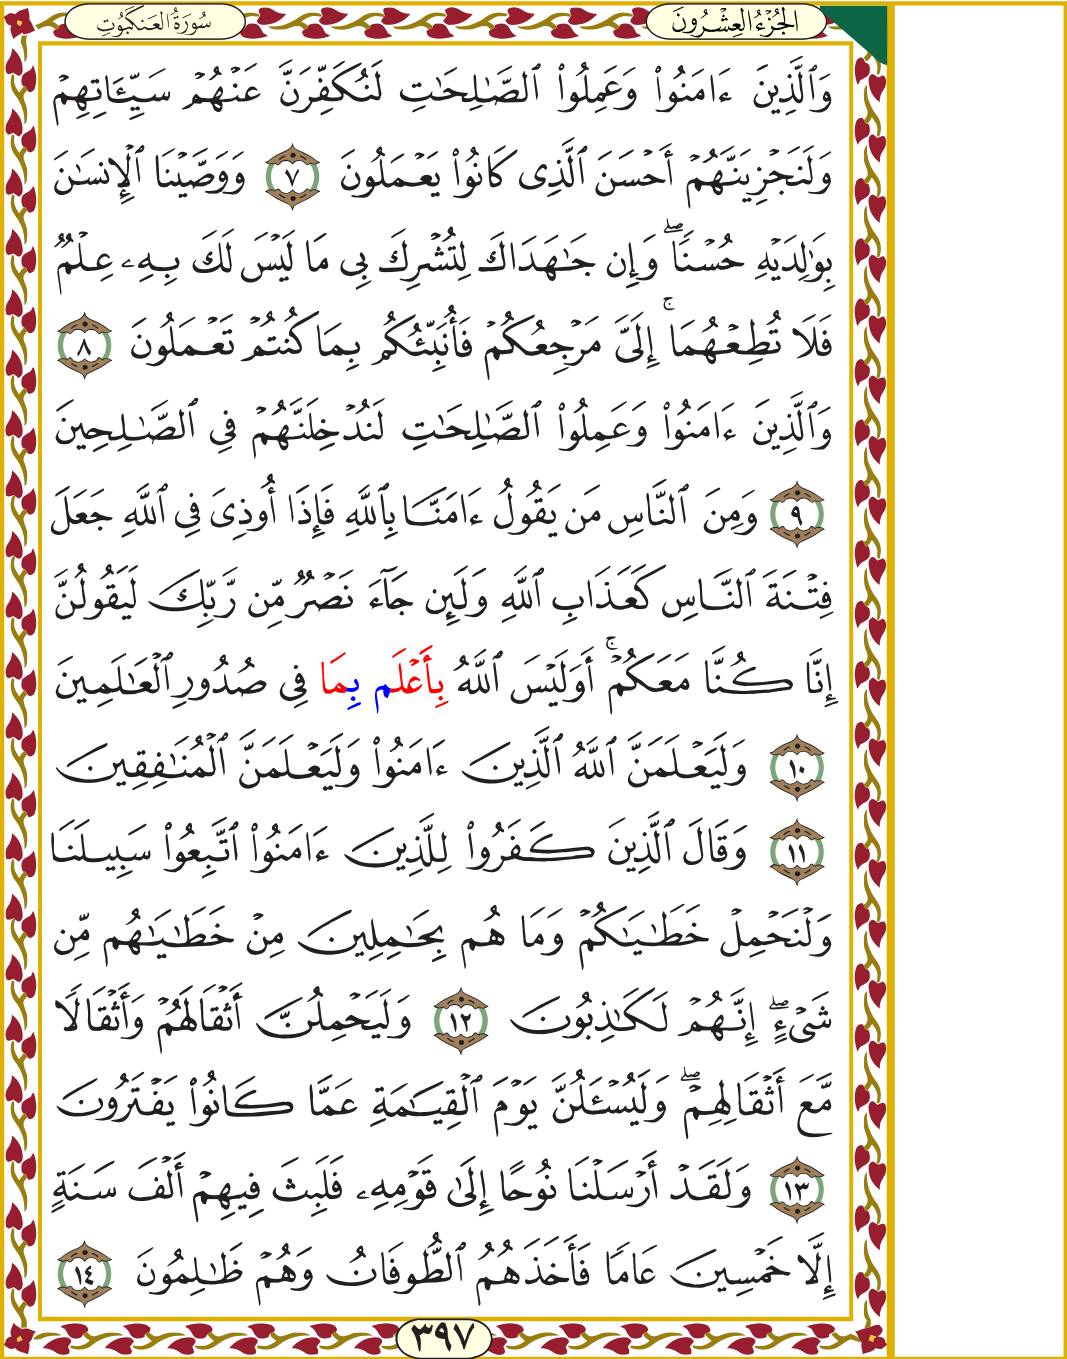 سُورَةُ العَنكَبُوتِ
الجُزْءُ العِشْرُونَ
وَٱلَّذِينَ ءَامَنُوا۟ وَعَمِلُوا۟ ٱلصَّـٰلِحَـٰتِ لَنُكَفِّرَنَّ عَنْهُمْ سَيِّـَٔاتِهِمْ
وَلَنَجْزِيَنَّهُمْ أَحْسَنَ ٱلَّذِى كَانُوا۟ يَعْمَلُونَ ٧ وَوَصَّيْنَا ٱلْإِنسَـٰنَ
بِوَٰلِدَيْهِ حُسْنًا ۖ وَإِن جَـٰهَدَاكَ لِتُشْرِكَ بِى مَا لَيْسَ لَكَ بِهِۦ عِلْمٌ
فَلَا تُطِعْهُمَا ۚ إِلَىَّ مَرْجِعُكُمْ فَأُنَبِّئُكُم بِمَا كُنتُمْ تَعْمَلُونَ ٨
وَٱلَّذِينَ ءَامَنُوا۟ وَعَمِلُوا۟ ٱلصَّـٰلِحَـٰتِ لَنُدْخِلَنَّهُمْ فِى ٱلصَّـٰلِحِينَ
٩ وَمِنَ ٱلنَّاسِ مَن يَقُولُ ءَامَنَّا بِٱللَّهِ فَإِذَآ أُوذِىَ فِى ٱللَّهِ جَعَلَ
فِتْنَةَ ٱلنَّاسِ كَعَذَابِ ٱللَّهِ وَلَئِن جَآءَ نَصْرٌ مِّن رَّبِّكَ لَيَقُولُنَّ
إِنَّا كُنَّا مَعَكُمْ ۚ أَوَلَيْسَ ٱللَّهُ بِأَعْلَم بِمَا فِى صُدُورِ ٱلْعَـٰلَمِينَ
١٠ وَلَيَعْلَمَنَّ ٱللَّهُ ٱلَّذِينَ ءَامَنُوا۟ وَلَيَعْلَمَنَّ ٱلْمُنَـٰفِقِينَ
١١ وَقَالَ ٱلَّذِينَ كَفَرُوا۟ لِلَّذِينَ ءَامَنُوا۟ ٱتَّبِعُوا۟ سَبِيلَنَا
وَلْنَحْمِلْ خَطَـٰيَـٰكُمْ وَمَا هُم بِحَـٰمِلِينَ مِنْ خَطَـٰيَـٰهُم مِّن
شَىْءٍ ۖ إِنَّهُمْ لَكَـٰذِبُونَ ١٢ وَلَيَحْمِلُنَّ أَثْقَالَهُمْ وَأَثْقَالًا
مَّعَ أَثْقَالِهِمْ ۖ وَلَيُسْـَٔلُنَّ يَوْمَ ٱلْقِيَـٰمَةِ عَمَّا كَانُوا۟ يَفْتَرُونَ
١٣ وَلَقَدْ أَرْسَلْنَا نُوحًا إِلَىٰ قَوْمِهِۦ فَلَبِثَ فِيهِمْ أَلْفَ سَنَةٍ
إِلَّا خَمْسِينَ عَامًا فَأَخَذَهُمُ ٱلطُّوفَانُ وَهُمْ ظَـٰلِمُونَ ١٤
٣٩٧